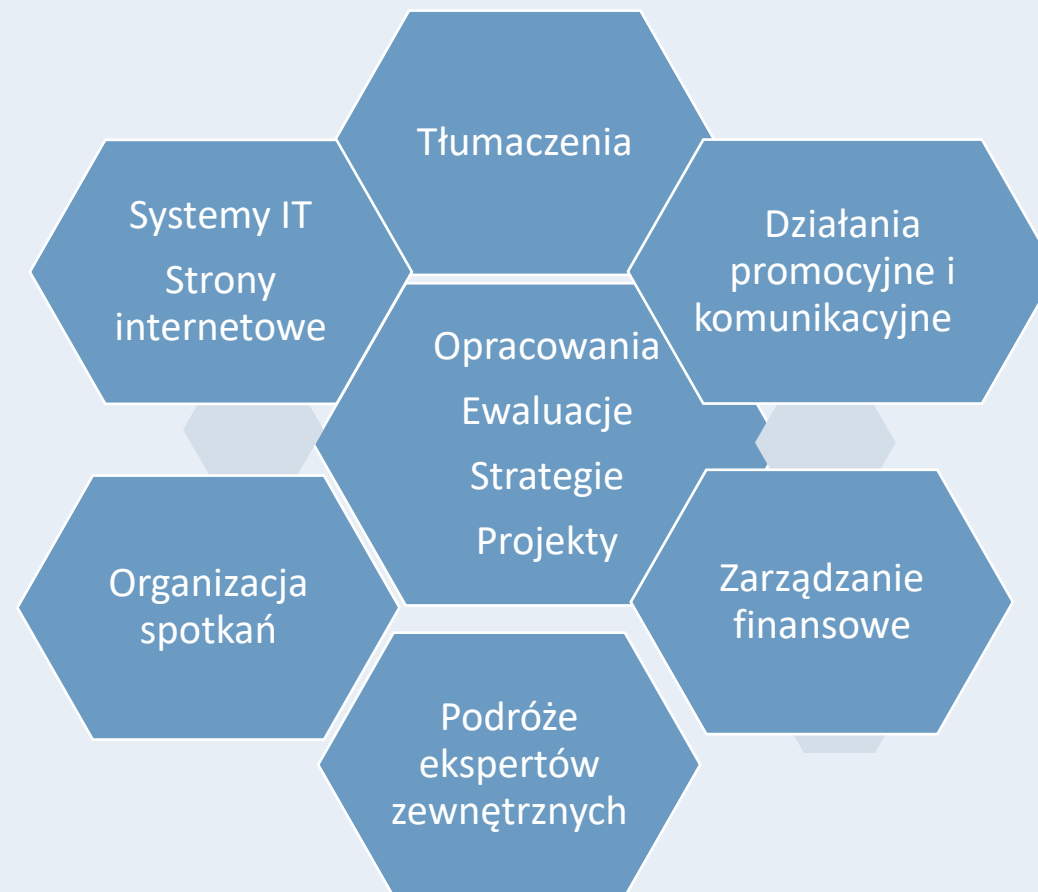 Tłumaczenia
Systemy IT
Strony
internetowe
Działania
promocyjne i
komunikacyjne
Opracowania
Ewaluacje
Strategie
Projekty
Organizacja
spotkań
Zarządzanie
finansowe
Podróże
ekspertów
zewnętrznych